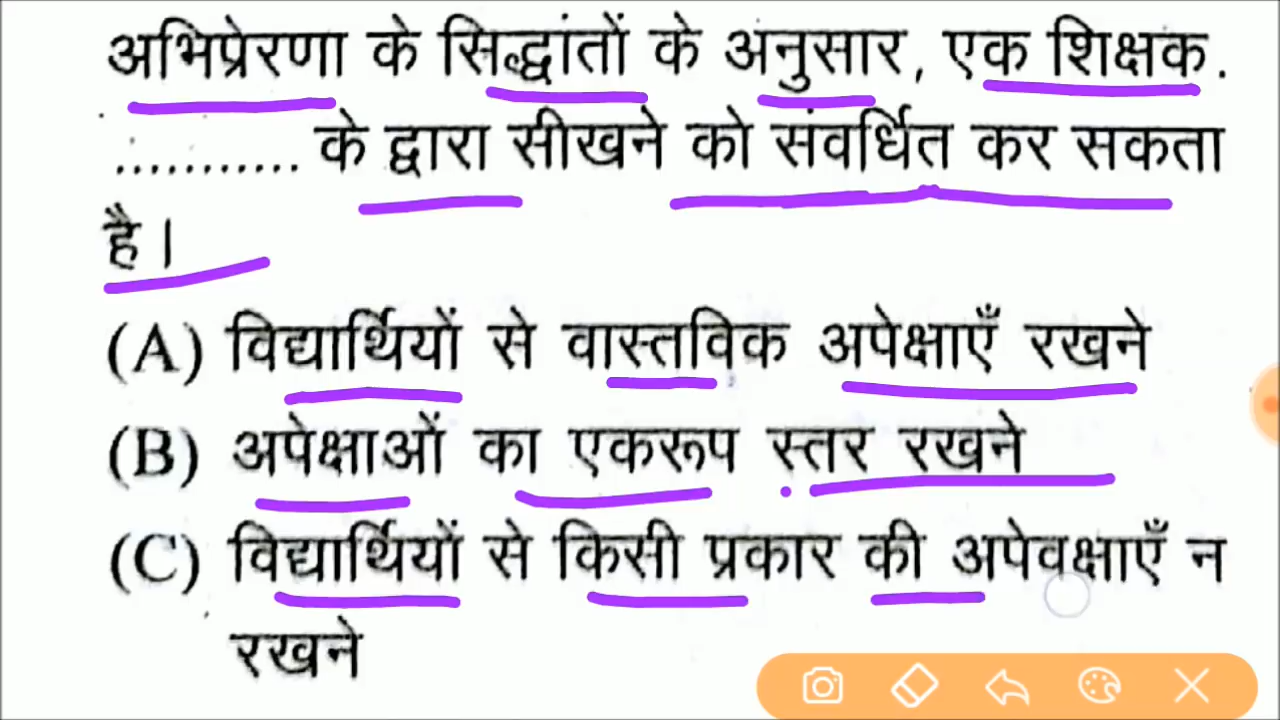 अभिप्रेरणा के सिद्धांतों के अनुसार, एक शिक्षक.
........... के द्वारा सीखने को संवर्धित कर सकता
है।
(A) विद्यार्थियों से वास्तविक अपेक्षाएँ रखने
(B) अपेक्षाओं का एकरूप स्तर रखने
(C) विद्यार्थियों से किसी प्रकार की अपेवक्षाएँ न
रखने